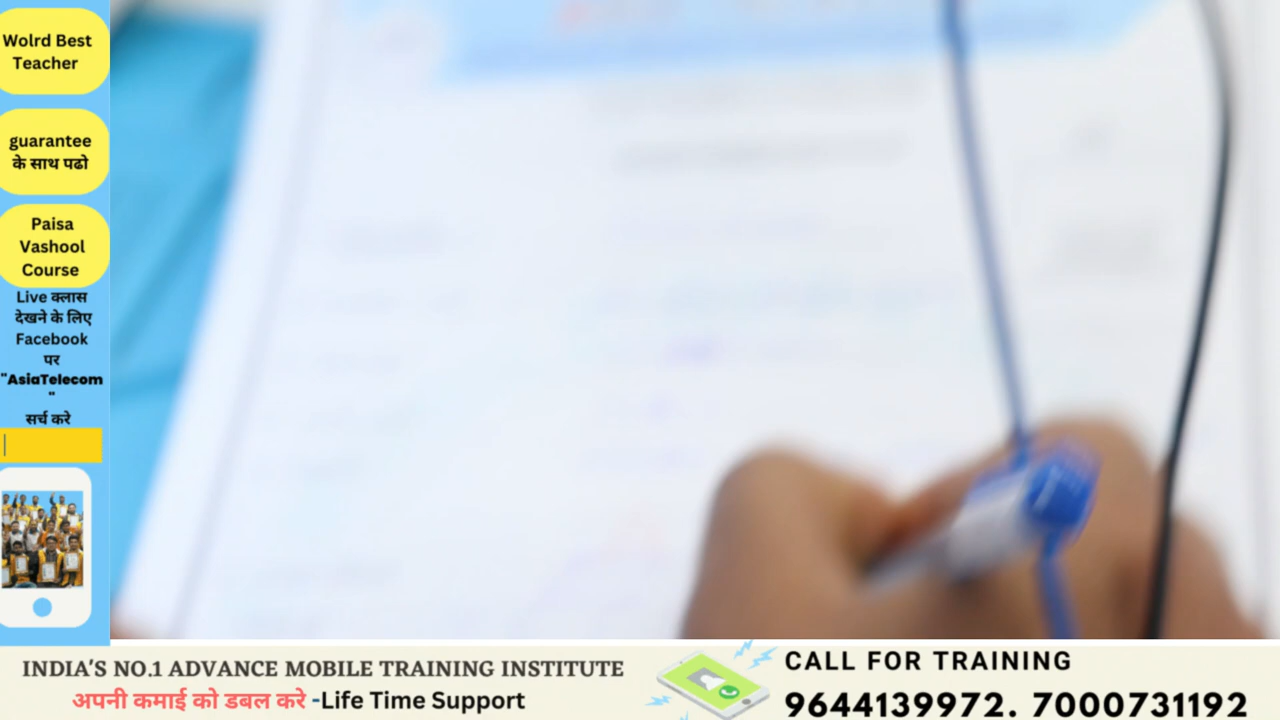 Wolrd Best
Teacher
guarantee
के साथ पढो
Paisa
Vashool
Course
Live क्लास
देखने के लिए
Facebook
पर
"AsiaTelecom
"
सर्च करे
INDIA'S NO.1 ADVANCE MOBILE TRAINING INSTITUTE
अपनी कमाई को डबल करे -Life Time Support
CALL FOR TRAINING
9644139972. 7000731192